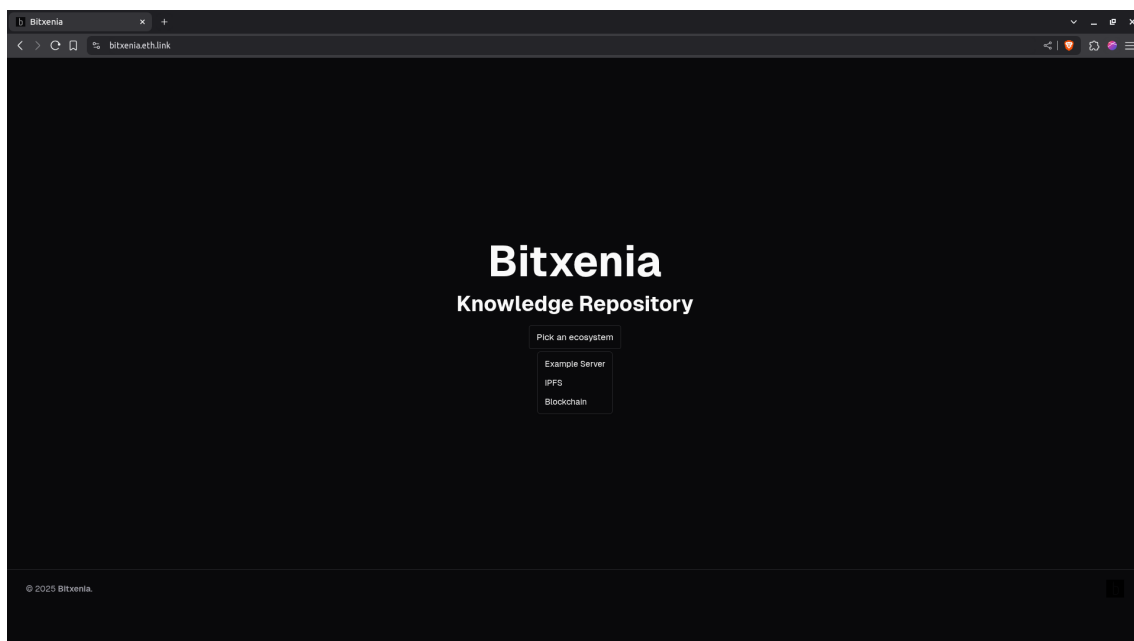 Bitxenia
bitxenia.eth.link
Bitxenia
Knowledge Repository
Pick an ecosystem
Example Server
IPFS
Blockchain
© 2025 Bitxenia.